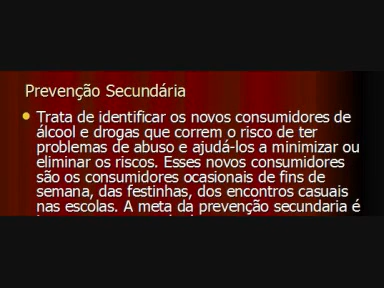 Prevenção Secundária
Trata de identificar os novos consumidores de
álcool e drogas que correm o risco de ter
problemas de abuso e ajudá-los a minimizar ou
eliminar os riscos. Esses novos consumidores
são os consumidores ocasionais de fins de
semana, das festinhas, dos encontros casuais
nas escolas. A meta da prevenção secundaria é